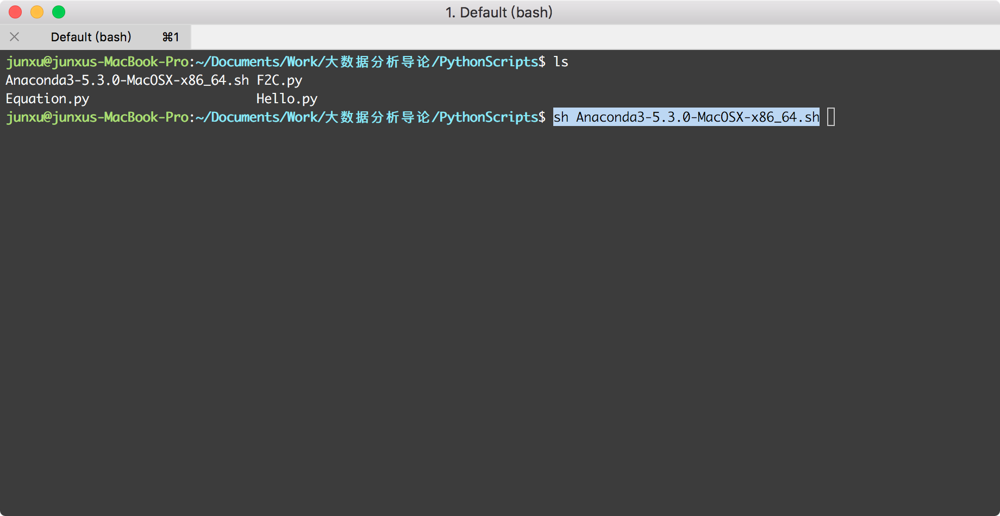 1. Default (bash)
Default (bash) ⌘1
junxu@junxus-MacBook-Pro:~/Documents/Work/大数据分析导论/PythonScripts$ ls
Anaconda3-5.3.0-MacOSX-x86_64.sh F2C.py
Equation.py Hello.py
junxu@junxus-MacBook-Pro:~/Documents/Work/大数据分析导论/PythonScripts$ sh Anaconda3-5.3.0-MacOSX-x86_64.sh